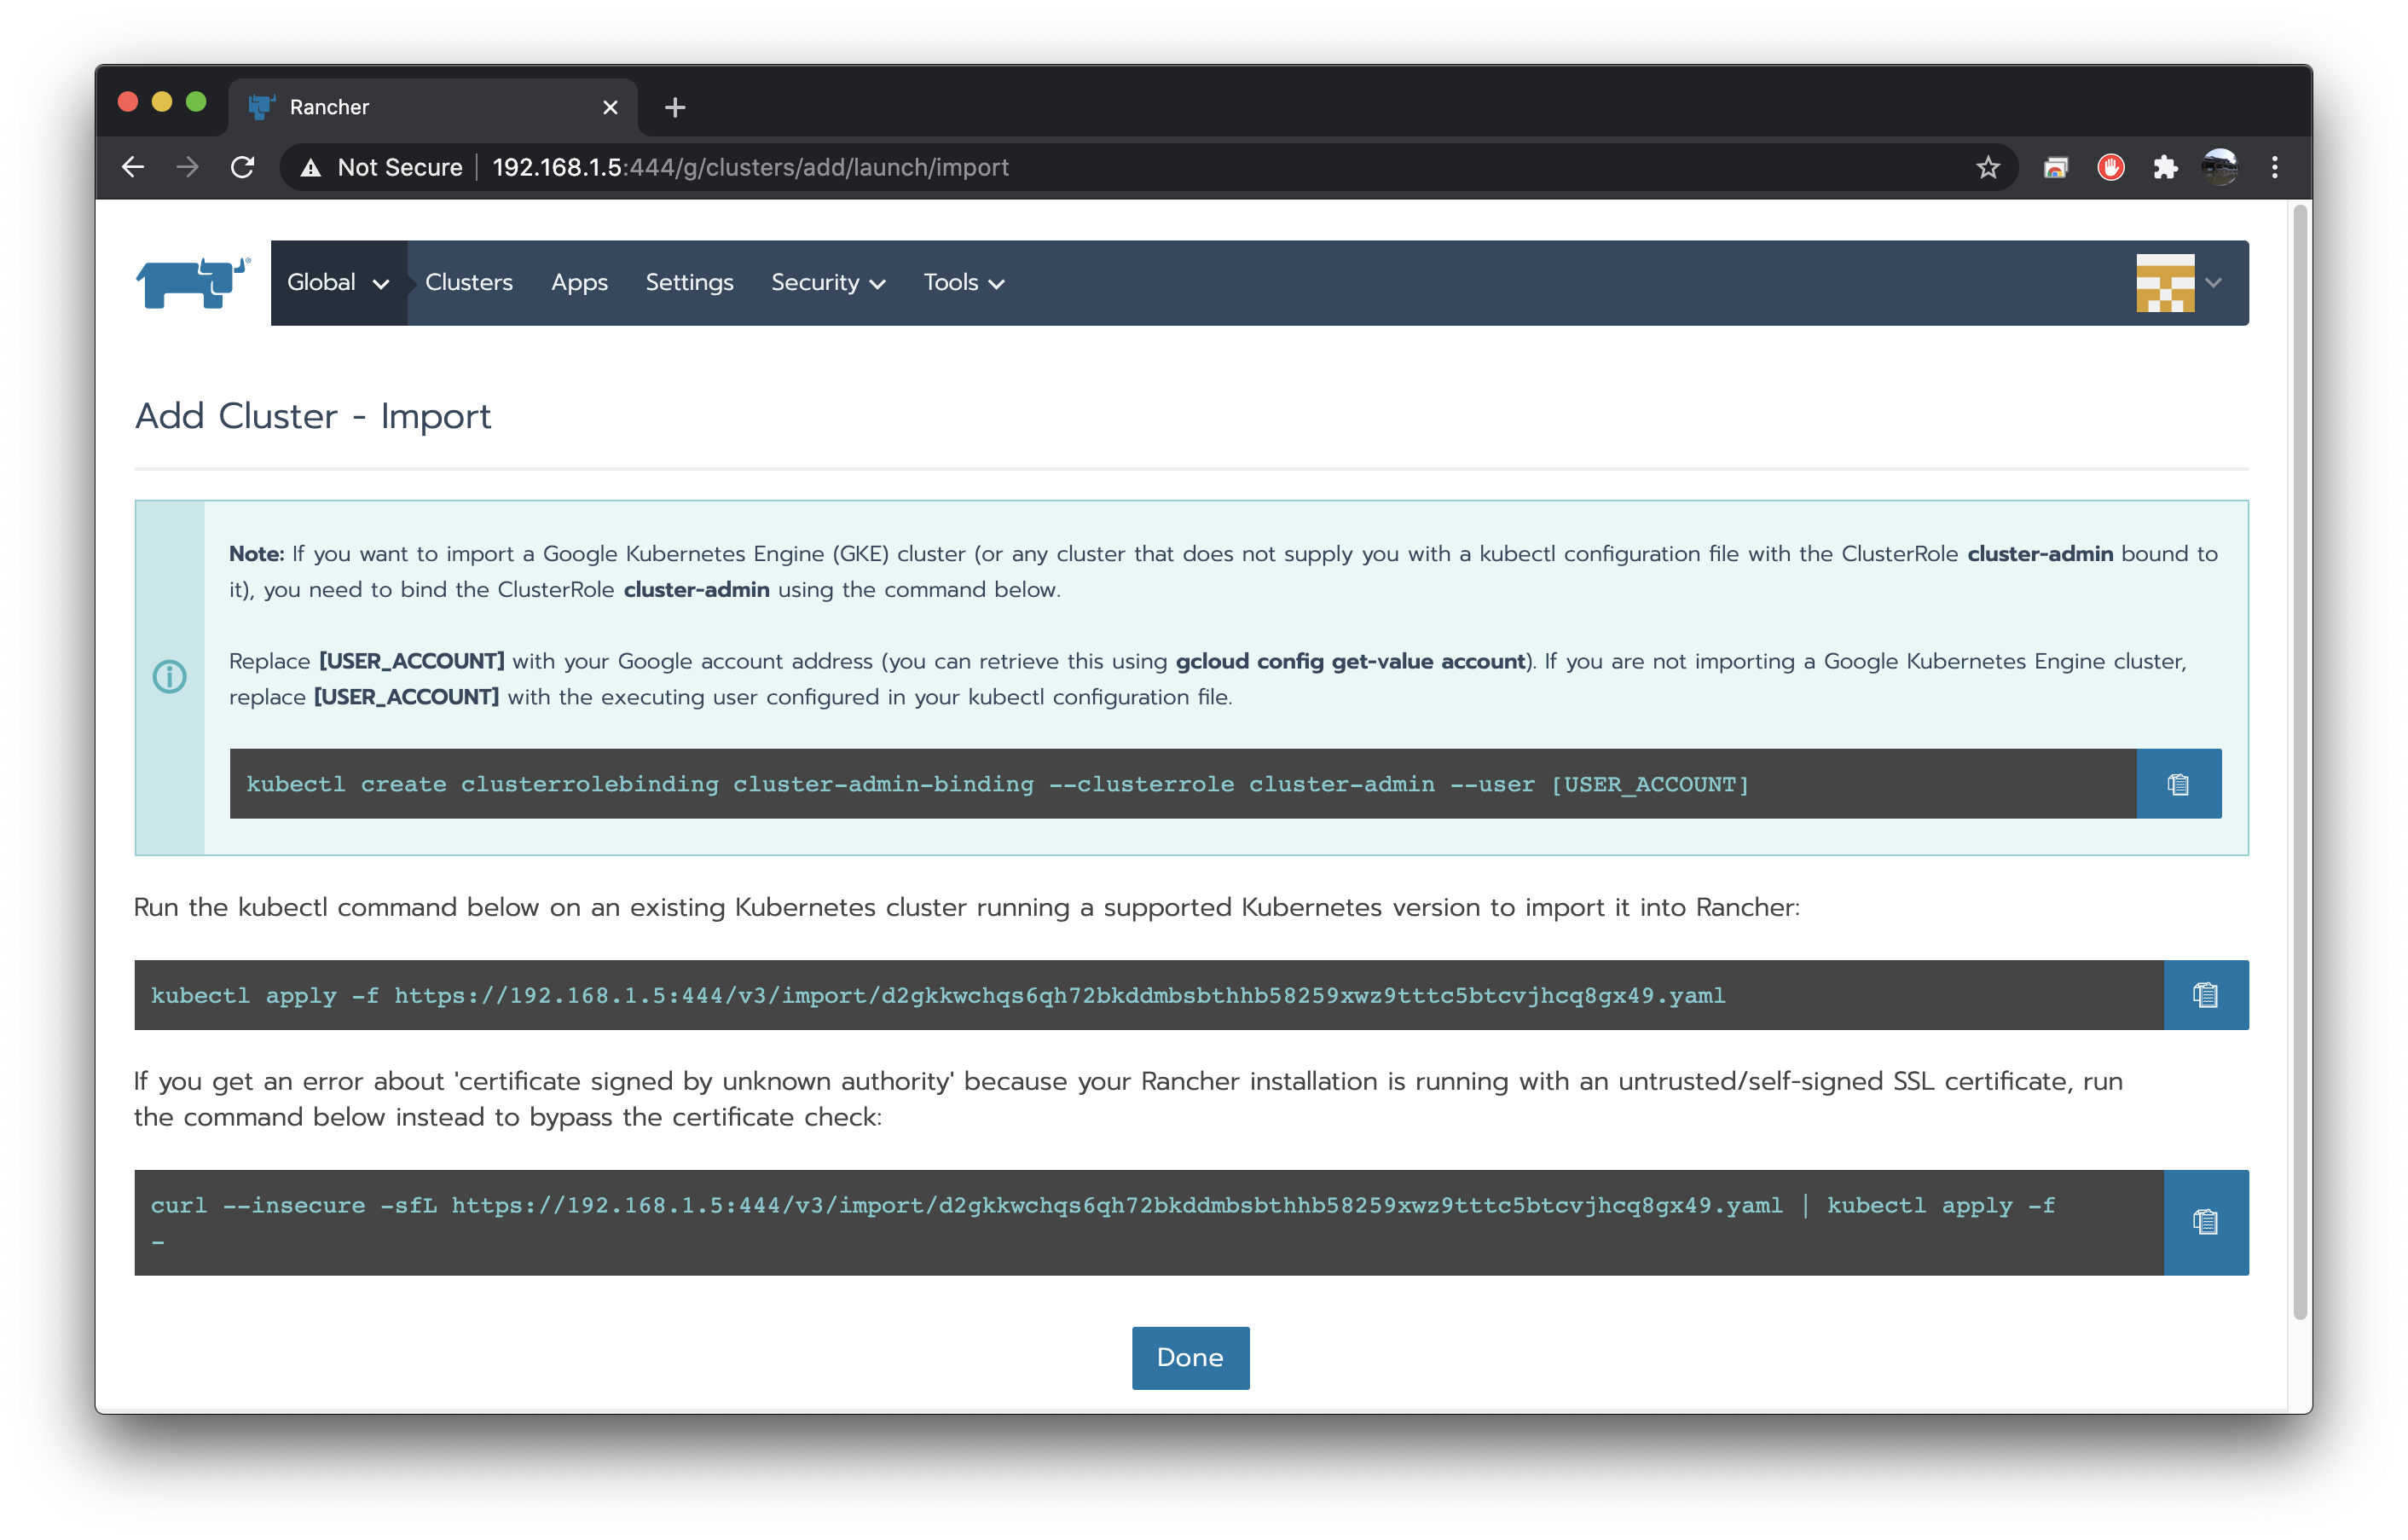 Rancher
Not Secure 192.168.1.5:444/g/clusters/add/launch/import
Global Clusters Apps Settings Security Tools
Add Cluster - Import
Note: If you want to import a Google Kubernetes Engine (GKE) cluster (or any cluster that does not supply you with a kubectl configuration file with the ClusterRole cluster-admin bound to
it), you need to bind the ClusterRole cluster-admin using the command below.
Replace [USER_ACCOUNT] with your Google account address (you can retrieve this using gcloud config get-value account). If you are not importing a Google Kubernetes Engine cluster,
replace [USER_ACCOUNT] with the executing user configured in your kubectl configuration file.
kubectl create clusterrolebinding cluster-admin-binding --clusterrole cluster-admin --user [USER_ACCOUNT]
Run the kubectl command below on an existing Kubernetes cluster running a supported Kubernetes version to import it into Rancher:
kubectl apply -f https://192.168.1.5:444/v3/import/d2gkkwchqs6qh72bkddmbsbthhb58259xwz9tttc5btcvjhcq8gx49.yaml
If you get an error about 'certificate signed by unknown authority' because your Rancher installation is running with an untrusted/self-signed SSL certificate, run
the command below instead to bypass the certificate check:
curl --insecure -sfL https://192.168.1.5:444/v3/import/d2gkkwchqs6qh72bkddmbsbthhb58259xwz9tttc5btcvjhcq8gx49.yaml | kubectl apply -f
-
Done